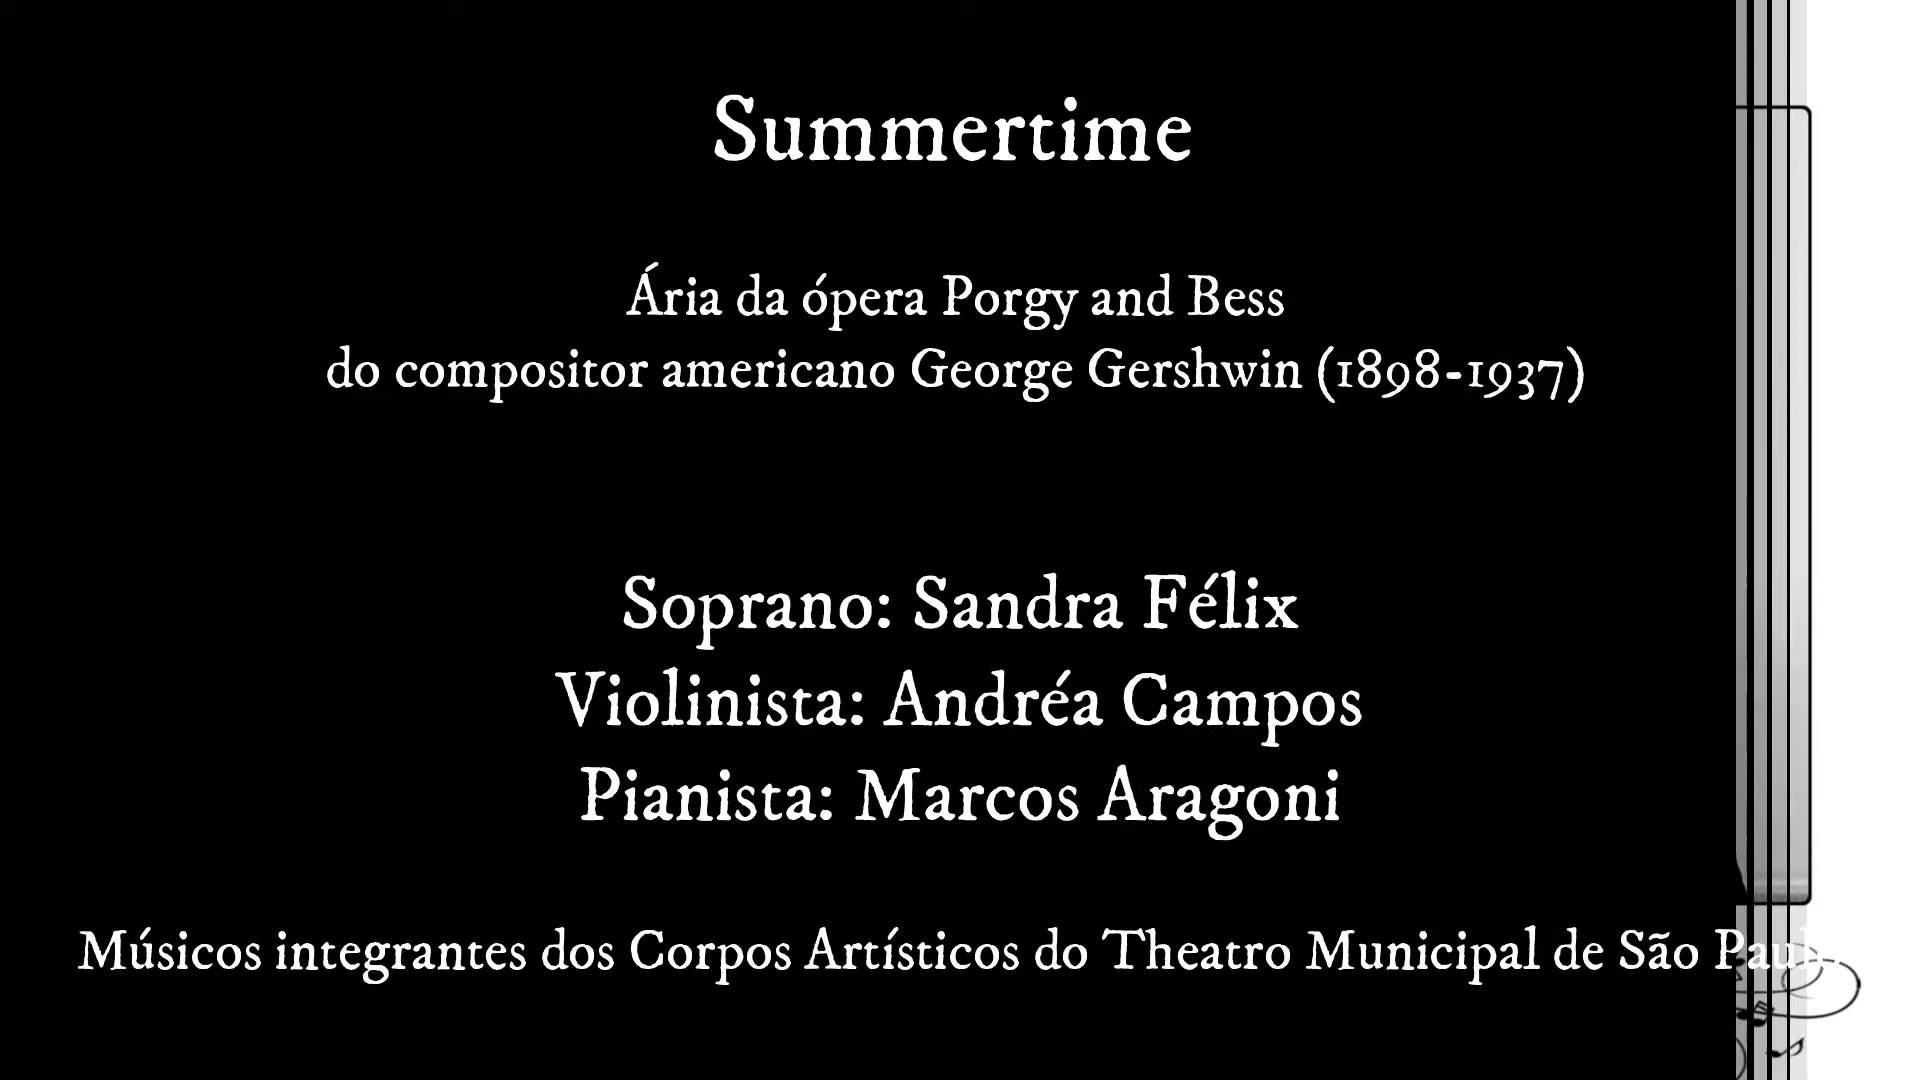 Summertime
Ária da ópera Porgy and Bess
do compositor americano George Gershwin (1898-1937)
Soprano: Sandra Félix
Violinista: Andréa Campos
Pianista: Marcos Aragoni
Músicos integrantes dos Corpos Artísticos do Theatro Municipal de São Paulo